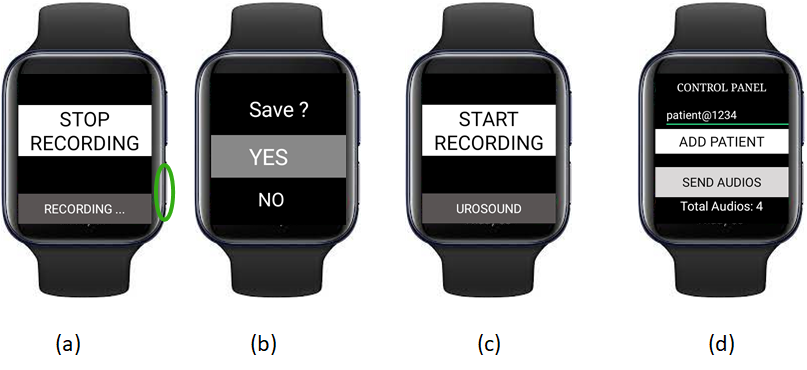 STOP
RECORDING
RECORDING ...
(a)
Save ?
YES
NO
(b)
START
RECORDING
UROSOUND
(c)
CONTROL PANEL
patient@1234
ADD PATIENT
SEND AUDIOS
Total Audios: 4
(d)